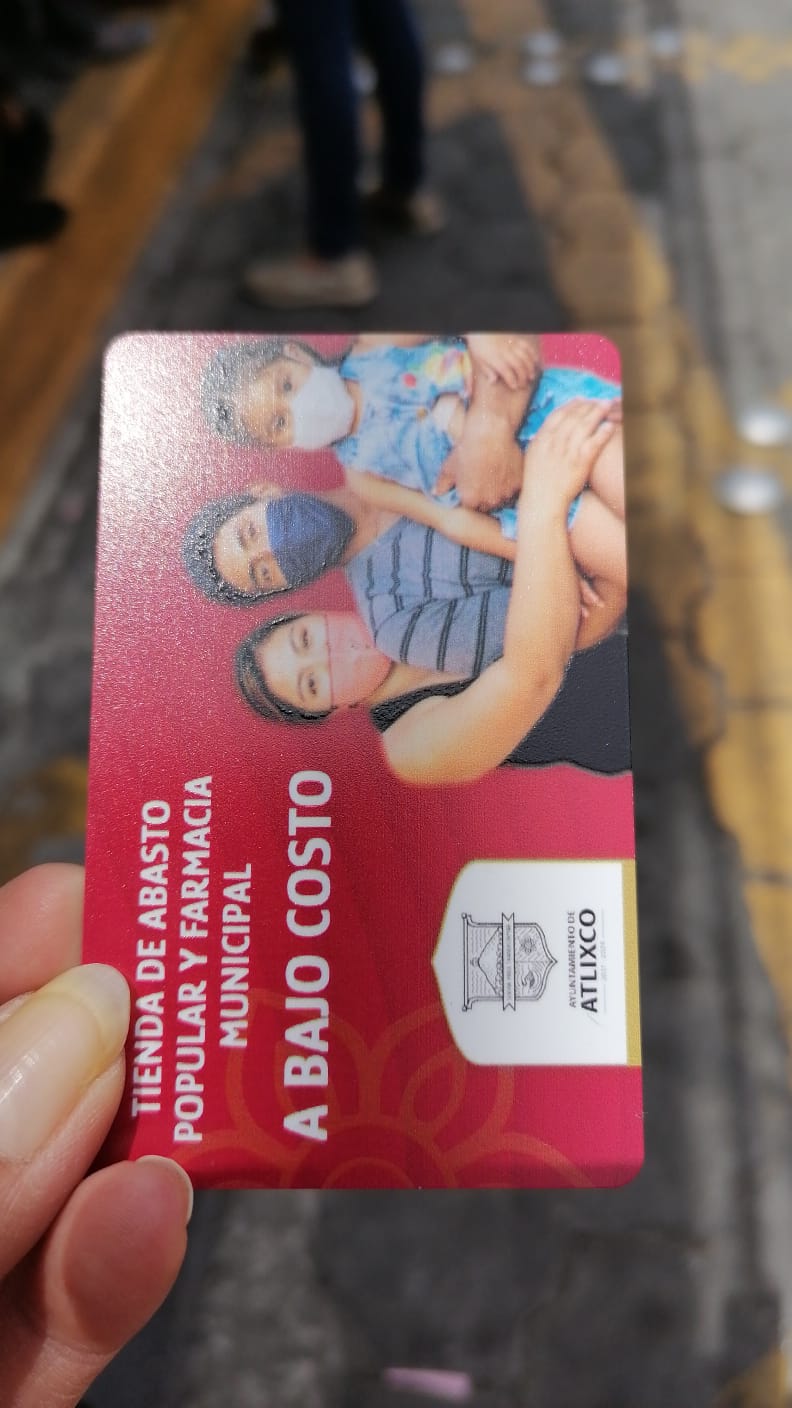 TIENDA DE ABASTO
POPULAR Y FARMACIA
MUNICIPAL
A BAJO COSTO
AYUNTAMIENTO DE
ATLIXCO